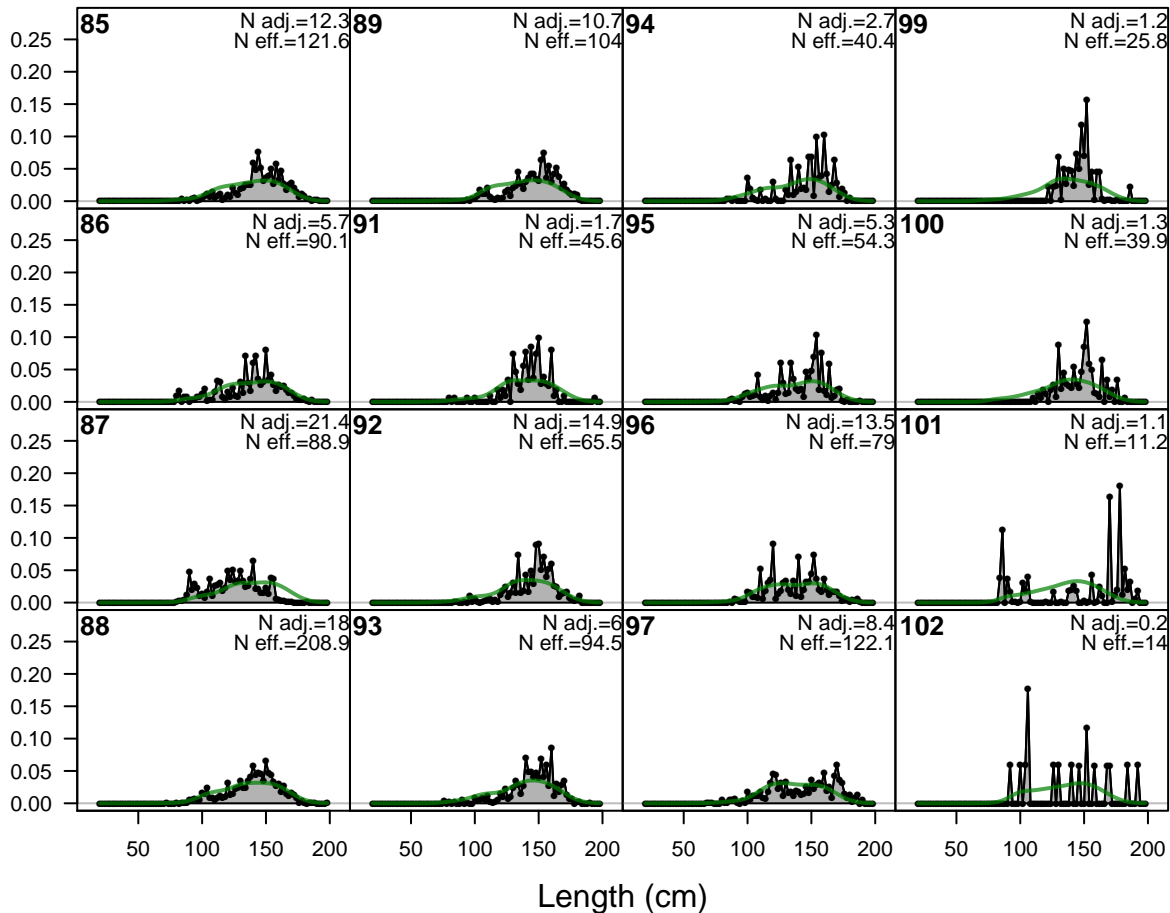 85 N adj.=12.3
N eff.=121.6
89 N adj.=10.7
N eff.=104
94 N adj.=2.7
N eff.=40.4
99 N adj.=1.2
N eff.=25.8
0.25
0.20
0.15
0.10
0.05
0.00
86 N adj.=5.7
N eff.=90.1
91 N adj.=1.7
N eff.=45.6
95 N adj.=5.3
N eff.=54.3
100 N adj.=1.3
N eff.=39.9
0.25
0.20
0.15
0.10
0.05
0.00
87 N adj.=21.4
N eff.=88.9
92 N adj.=14.9
N eff.=65.5
96 N adj.=13.5
N eff.=79
101 N adj.=1.1
N eff.=11.2
0.25
0.20
0.15
0.10
0.05
0.00
88 N adj.=18
N eff.=208.9
93 N adj.=6
N eff.=94.5
97 N adj.=8.4
N eff.=122.1
102 N adj.=0.2
N eff.=14
0.25
0.20
0.15
0.10
0.05
0.00
50 100 150 200 50 100 150 200 50 100 150 200 50 100 150 200
Length (cm)